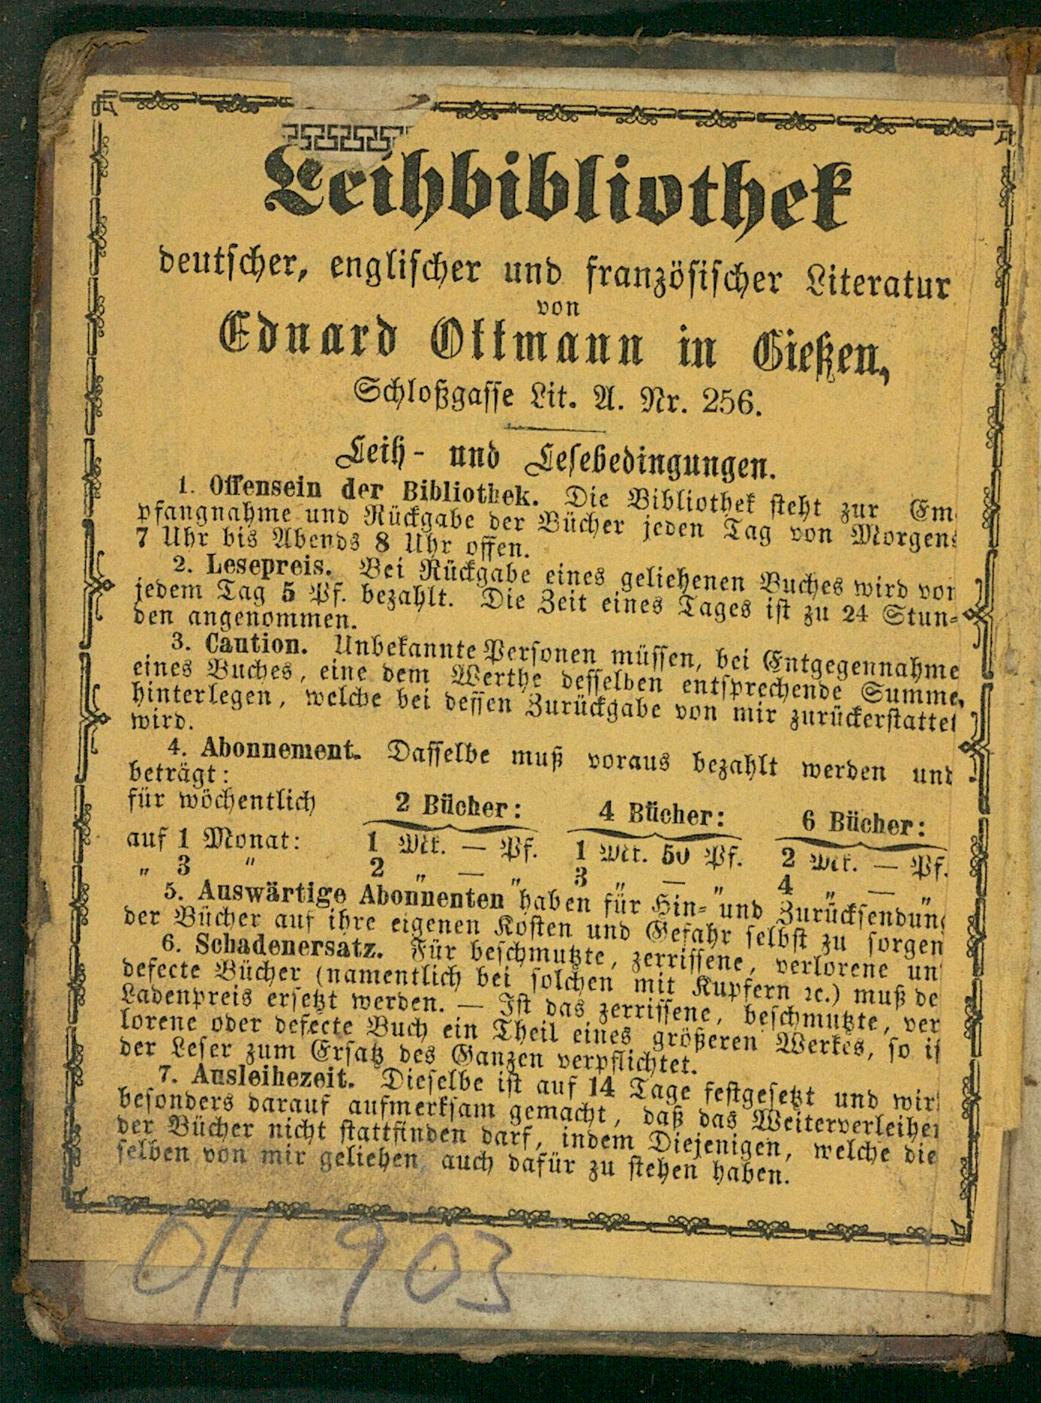 Leihbibliothek
deutscher, englischer und französischer Literatur
von
Eduard Ottmann in Gießen,
Schloßgasse Lit. A. Nr. 256.
Leih- und Lesebedingungen.
1. Offensein der Bibliothek. Die Bibliothek steht zur Em
pfangnahme und Rückgabe der Bücher jeden Tag von Morgens
7 Uhr bis Abends 8 Uhr offen.
2. Lesepreis. Bei Rückgabe eines geliehenen Buches wird von
jedem Tag 5 Pf. bezahlt. Die Zeit eines Tages ist zu 24 Stun-
den angenommen.
3. Caution. Unbekannte Personen müssen, bei Entgegennahme
eines Buches, eine dem Werthe desselben entsprechende Summe,
hinterlegen, welche bei dessen Zurückgabe von mir zurückerstattet
wird.
4. Abonnement. Dasselbe muß voraus bezahlt werden und
beträgt:
für wöchentlich 2 Bücher: 4 Bücher: 6 Bücher:
auf 1 Monat: 1 Mk. — Pf. 1 Mk. 50 Pf. 2 Mk. — Pf.
„ 3 " 2 „ — " 3 „ — " 4 „ — "
5. Auswärtige Abonnenten haben für Hin- und Zurücksendung
der Bücher auf ihre eigenen Kosten und Gefahr selbst zu sorgen
6. Schadenersatz. Für beschmutzte, zerrissene, verlorene un
defecte Bücher (namentlich bei solchen mit Kupfern ꝛc.) muß de
Ladenpreis ersetzt werden. — Ist das zerrissene, beschmutzte, ver
lorene oder defecte Buch ein Theil eines größeren Werkes, so is
der Leser zum Ersatz des Ganzen verpflichtet.
7. Ausleihezeit. Dieselbe ist auf 14 Tage festgesetzt und wird
besonders darauf aufmerksam gemacht, daß das Weiterverleihen
der Bücher nicht stattfinden darf, indem Diejenigen, welche die
selben von mir geliehen auch dafür zu stehen haben.
OH 903